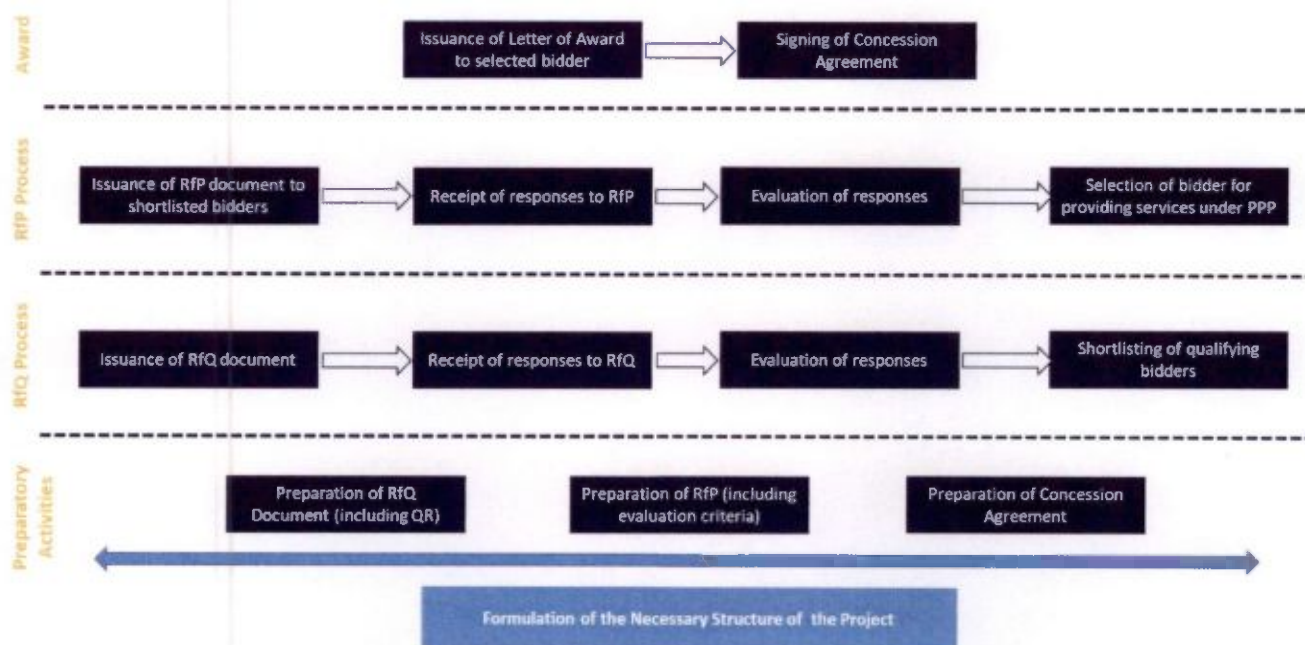 Award
Issuance of Letter of Award
to selected bidder
Signing of Concession
Agreement
RfP Process
Issuance of RfP document to
shortlisted bidders
Receipt of responses to RfP
Evaluation of responses
Selection of bidder for
providing services under PPP
RfQ Process
Issuance of RfQ document
Receipt of responses to RfQ
Evaluation of responses
Shortlisting of qualifying
bidders
Preparatory
Activities
Preparation of RfQ
Document (including QR)
Preparation of RfP (including
evaluation criteria)
Preparation of Concession
Agreement
Formulation of the Necessary Structure of the Project